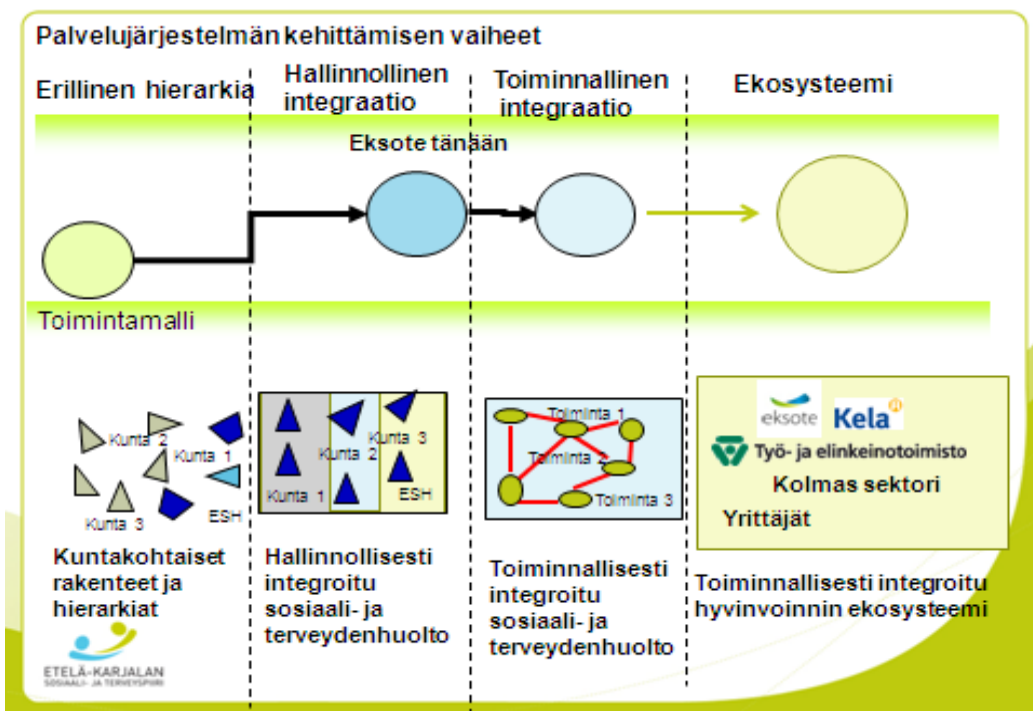 Palvelujärjestelmän kehittämisen vaiheet
Erillinen hierarkia
Hallinnollinen
integraatio
Toiminnallinen
integraatio
Ekosysteemi
Eksote tänään
Toimintamalli
Kunta 2
Kunta 1
Kunta 3
ESH
Kunta 3
Kunta 2
Kunta 1
ESH
Toiminta 1
Toiminta 2
Toiminta 3
eksote
Kela
Työ- ja elinkeinotoimisto
Kolmas sektori
Yrittäjät
Kuntakohtaiset
rakenteet ja
hierarkiat
Hallinnollisesti
integroitu
sosiaali- ja
terveydenhuolto
Toiminnallisesti
integroitu
sosiaali- ja
terveydenhuolto
Toiminnallisesti integroitu
hyvinvoinnin ekosysteemi
ETELÄ-KARJALAN
SOSIAALI- JA TERVEYSPIIRI